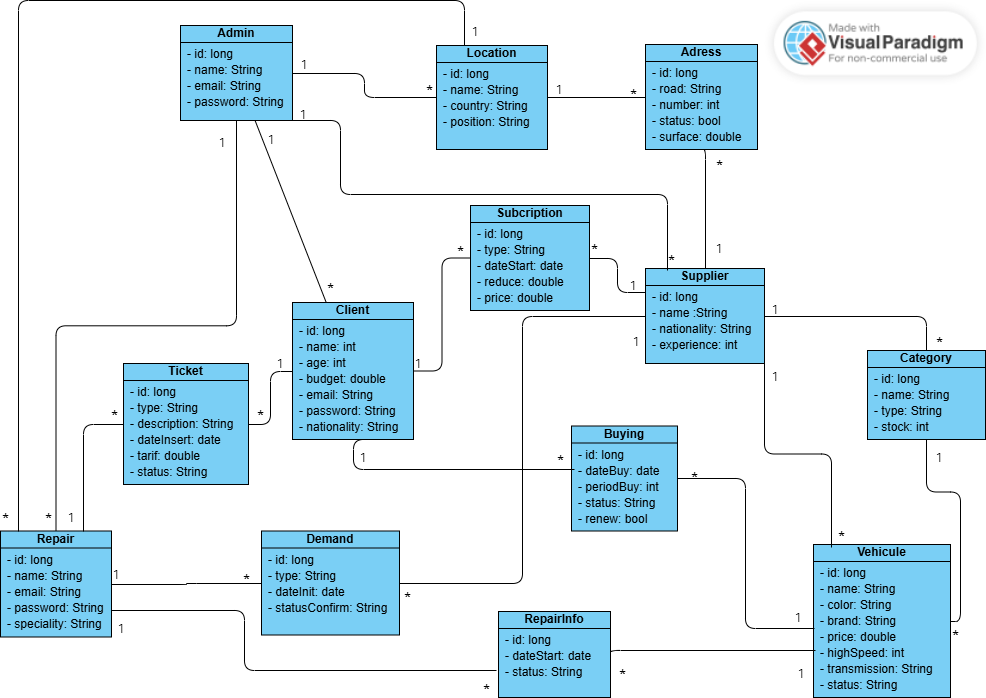 Made with
VisualParadigm
For non-commercial use
Admin
- id: long
- name: String
- email: String
- password: String
1
1
1
1
Location
- id: long
- name: String
- country: String
- position: String
1
*
1
Adress
- id: long
- road: String
- number: int
- status: bool
- surface: double
*
*
Subcription
- id: long
- type: String
- dateStart: date
- reduce: double
- price: double
*
*
Supplier
- id: long
- name :String
- nationality: String
- experience: int
1
*
1
1
1
1
Client
- id: long
- name: int
- age: int
- budget: double
- email: String
- password: String
- nationality: String
*
1
1
1
Category
- id: long
- name: String
- type: String
- stock: int
*
1
Ticket
- id: long
- type: String
- description: String
- dateInsert: date
- tarif: double
- status: String
*
*
Buying
- id: long
- dateBuy: date
- periodBuy: int
- status: String
- renew: bool
*
*
Repair
- id: long
- name: String
- email: String
- password: String
- speciality: String
*
*
1
1
1
Demand
- id: long
- type: String
- dateInit: date
- statusConfirm: String
*
*
RepairInfo
- id: long
- dateStart: date
- status: String
*
*
Vehicule
- id: long
- name: String
- color: String
- brand: String
- price: double
- highSpeed: int
- transmission: String
- status: String
*
1
1
*